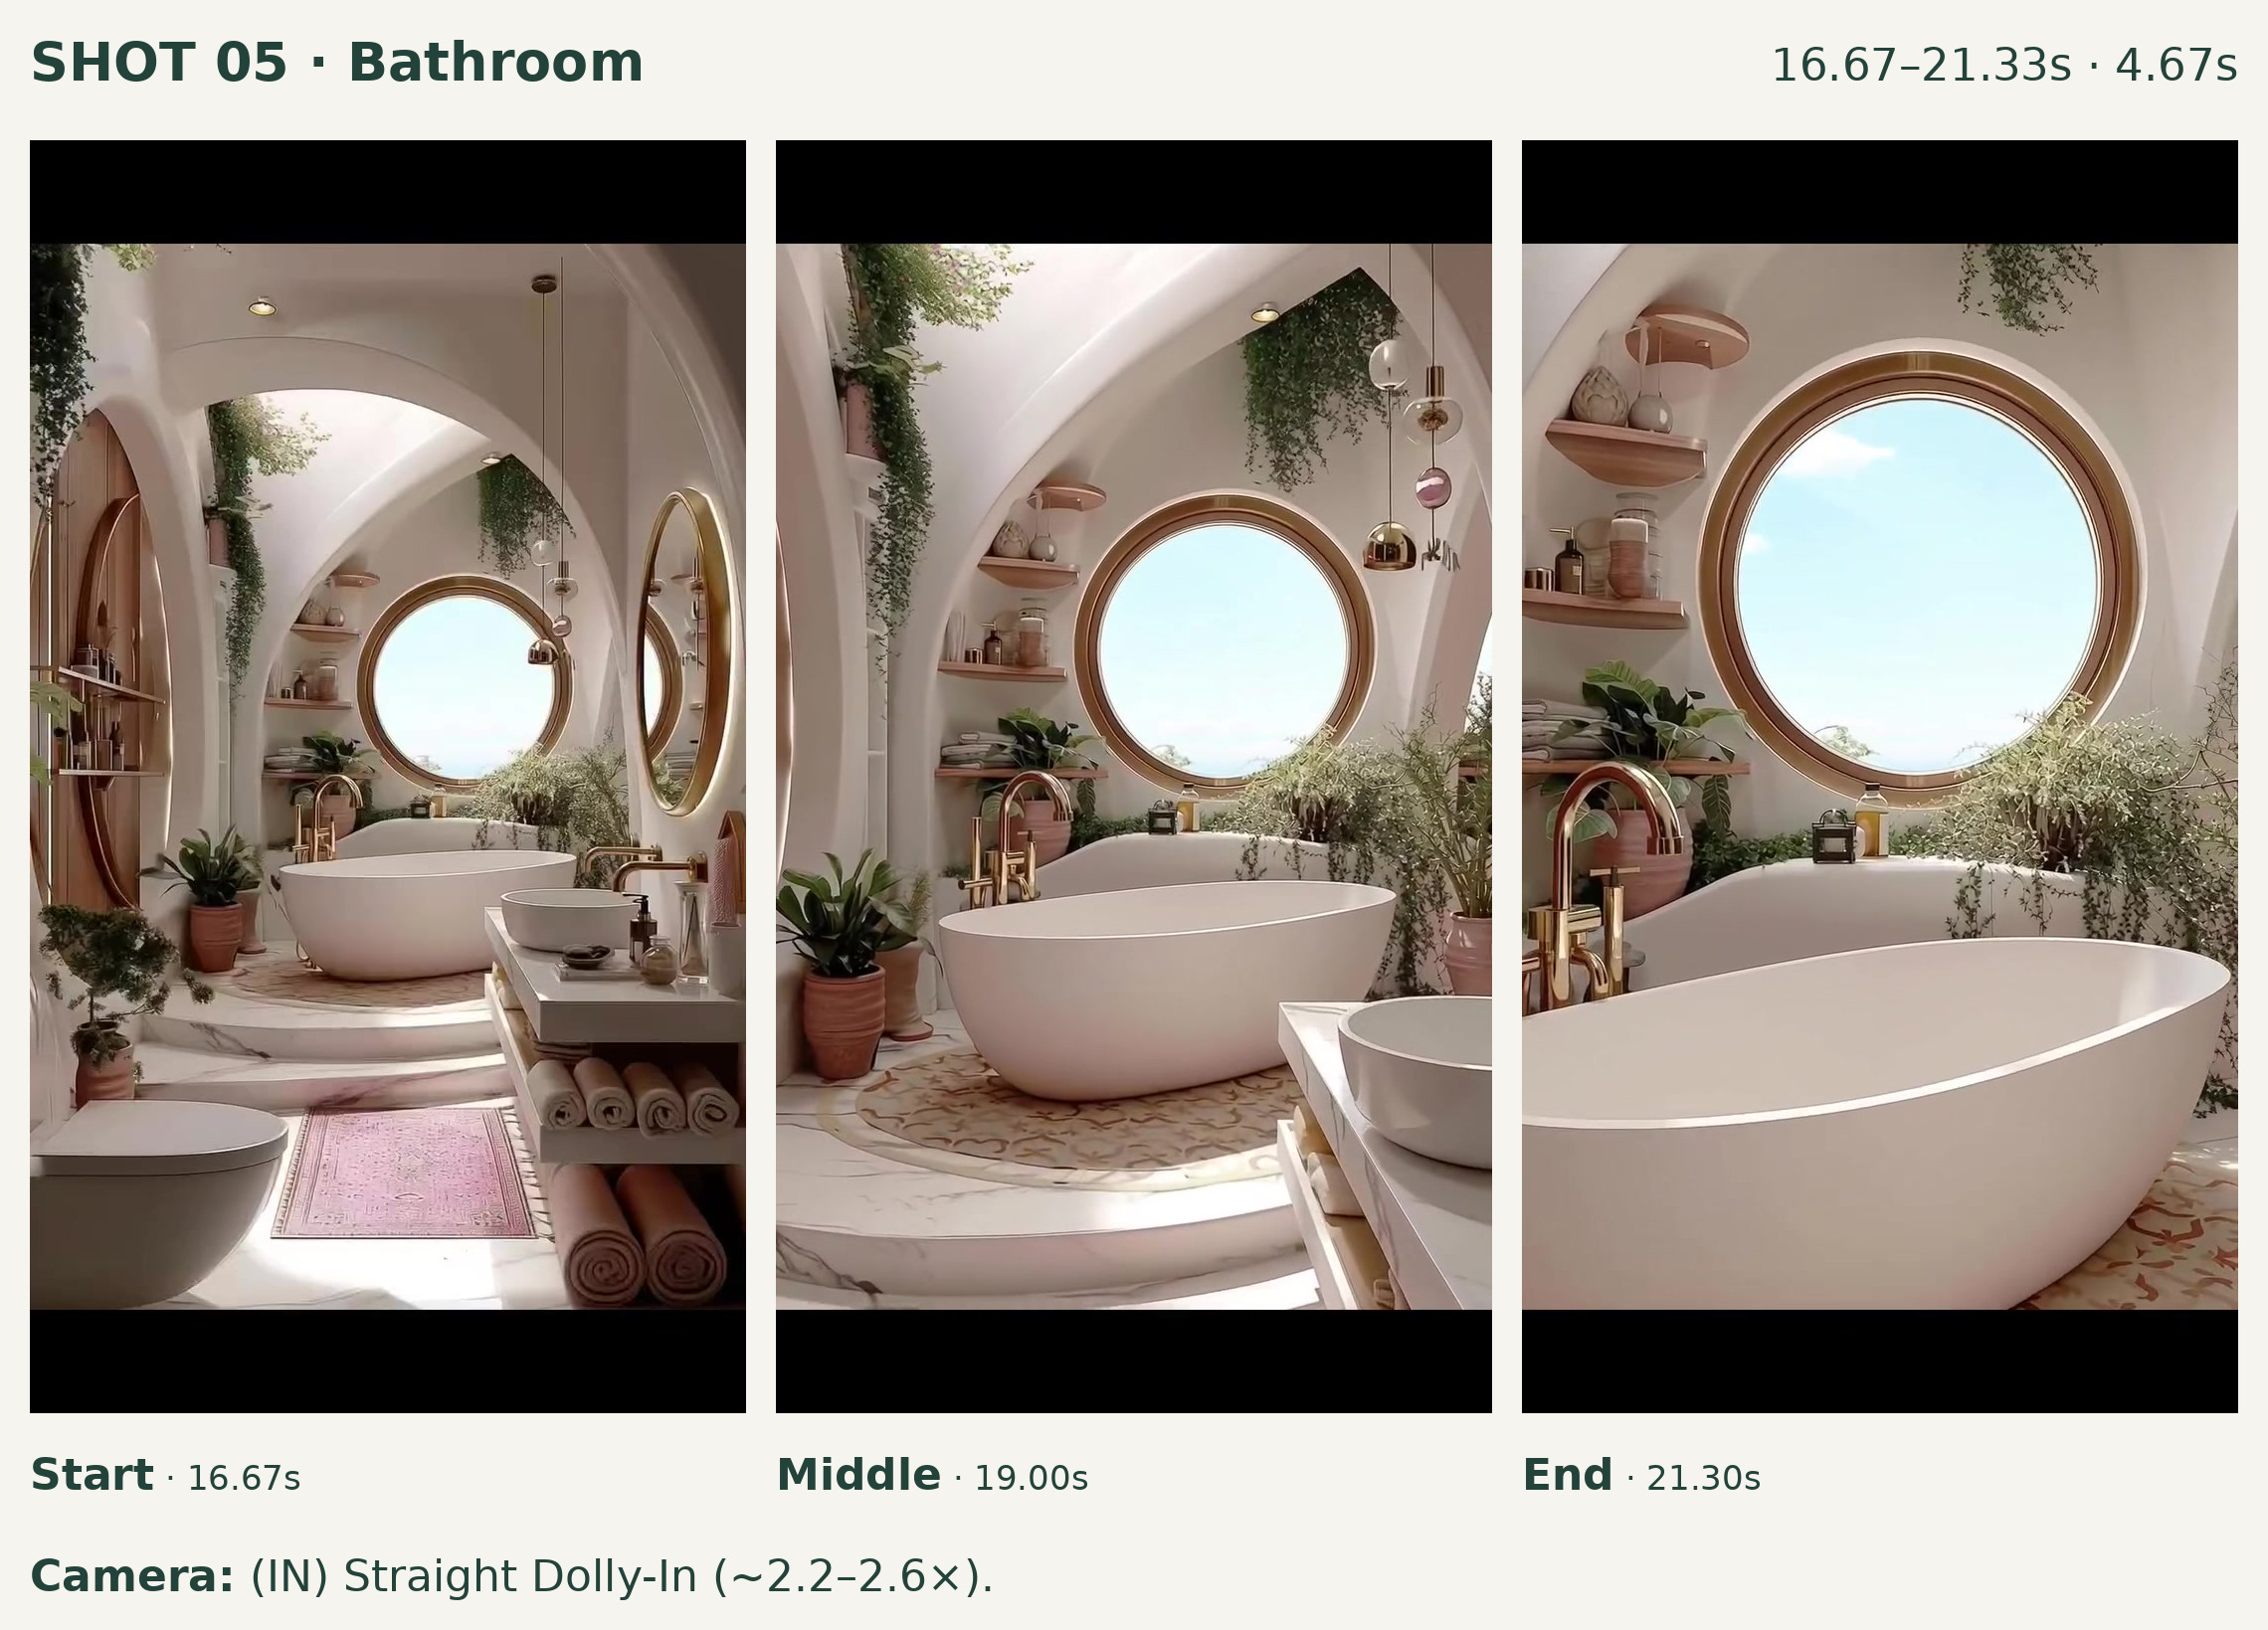 SHOT 05 · Bathroom
16.67–21.33s · 4.67s
Start · 16.67s
Middle · 19.00s
End · 21.30s
Camera: (IN) Straight Dolly-In (~2.2–2.6×).